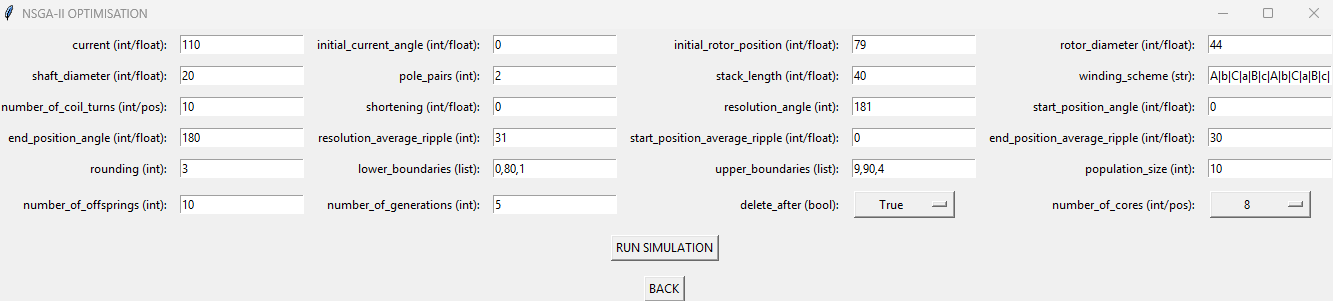 NSGA-II OPTIMISATION
current (int/float): 110 initial_current_angle (int/float): 0 initial_rotor_position (int/float): 79 rotor_diameter (int/float): 44
shaft_diameter (int/float): 20 pole_pairs (int): 2 stack_length (int/float): 40 winding_scheme (str): A|b|C|a|B|c|A|b|C|a|B|c|
number_of_coil_turns (int/pos): 10 shortening (int/float): 0 resolution_angle (int): 181 start_position_angle (int/float): 0
end_position_angle (int/float): 180 resolution_average_ripple (int): 31 start_position_average_ripple (int/float): 0 end_position_average_ripple (int/float): 30
rounding (int): 3 lower_boundaries (list): 0,80,1 upper_boundaries (list): 9,90,4 population_size (int): 10
number_of_offsprings (int): 10 number_of_generations (int): 5 delete_after (bool): True number_of_cores (int/pos): 8
RUN SIMULATION
BACK